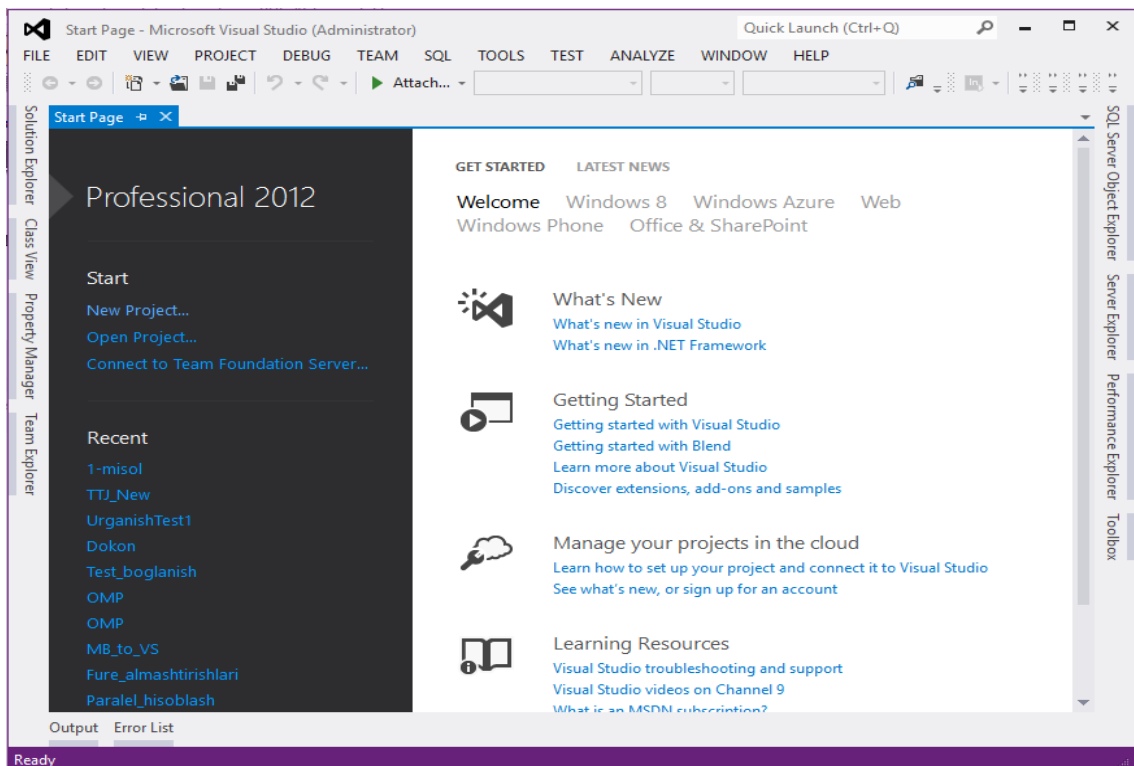 Start Page - Microsoft Visual Studio (Administrator)
Quick Launch (Ctrl+Q)
FILE EDIT VIEW PROJECT DEBUG TEAM SQL TOOLS TEST ANALYZE WINDOW HELP
Attach...
Solution Explorer
Class View
Property Manager
Team Explorer
Start Page
Professional 2012
Start
New Project...
Open Project...
Connect to Team Foundation Server...
Recent
1-misol
TTJ_New
UrganishTest1
Dokon
Test_boglanish
OMP
OMP
MB_to_VS
Fure_almashtirishlari
Paralel_hisoblash
GET STARTED LATEST NEWS
Welcome Windows 8 Windows Azure Web
Windows Phone Office & SharePoint
What's New
What's new in Visual Studio
What's new in .NET Framework
Getting Started
Getting started with Visual Studio
Getting started with Blend
Learn more about Visual Studio
Discover extensions, add-ons and samples
Manage your projects in the cloud
Learn how to set up your project and connect it to Visual Studio
See what's new, or sign up for an account
Learning Resources
Visual Studio troubleshooting and support
Visual Studio videos on Channel 9
What is an MSDN subscription?
SQL Server Object Explorer
Server Explorer
Performance Explorer
Toolbox
Output Error List
Ready